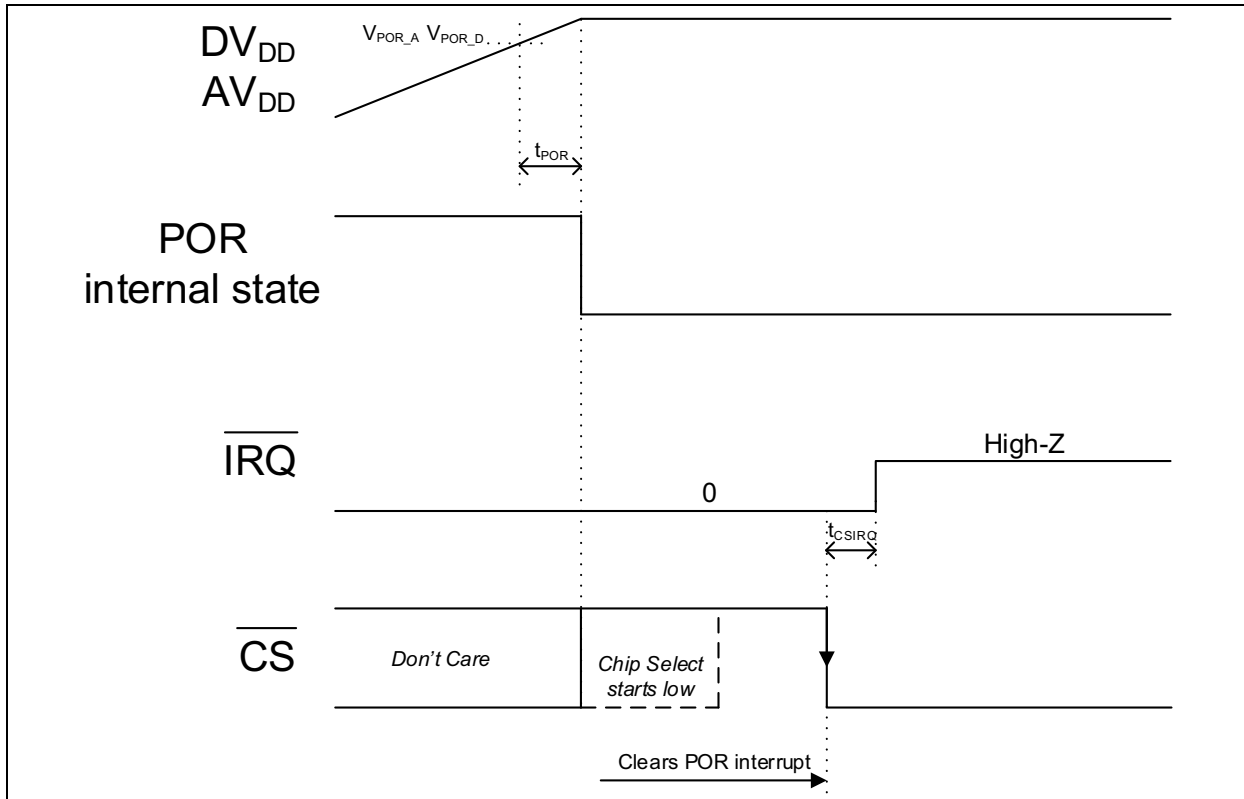 DVDD
AVDD
VPOR_A VPOR_D
tPOR
POR
internal state
IRQ
High-Z
0
tCSIRQ
CS
Don't Care
Chip Select
starts low
Clears POR interrupt